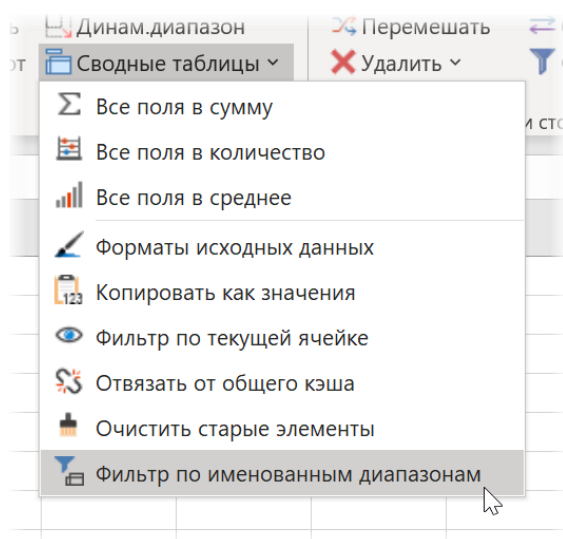 Динам.диапазон
Перемешать
Сводные таблицы
Удалить
Все поля в сумму
Все поля в количество
Все поля в среднее
Форматы исходных данных
123
Копировать как значения
Фильтр по текущей ячейке
Отвязать от общего кэша
Очистить старые элементы
Фильтр по именованным диапазонам